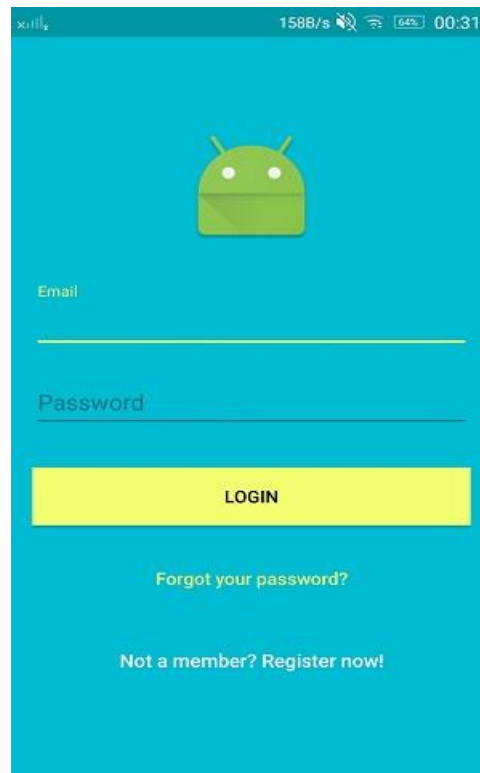 158B/s 64% 00:31
Email
Password
LOGIN
Forgot your password?
Not a member? Register now!